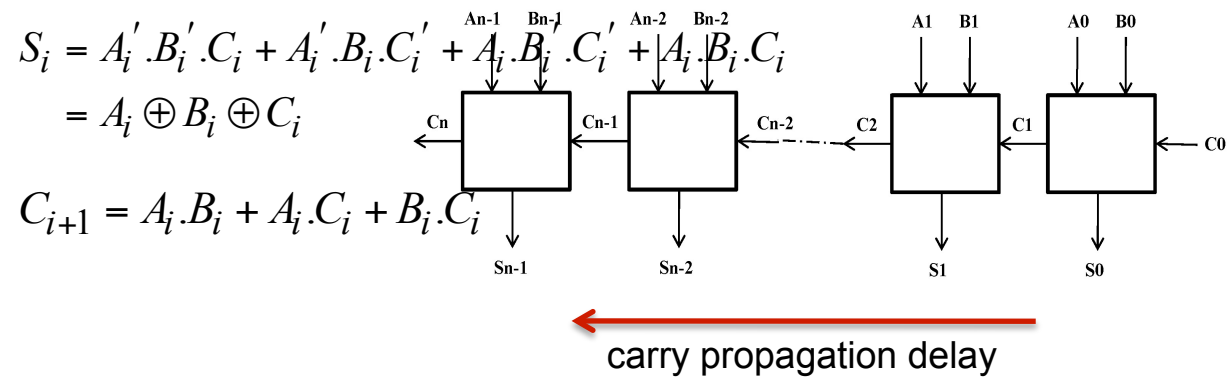 Sᵢ = Aᵢ′.Bᵢ′.Cᵢ + Aᵢ′.Bᵢ.Cᵢ′ + Aᵢ.Bᵢ′.Cᵢ′ + Aᵢ.Bᵢ.Cᵢ
= Aᵢ ⊕ Bᵢ ⊕ Cᵢ
Cᵢ₊₁ = Aᵢ.Bᵢ + Aᵢ.Cᵢ + Bᵢ.Cᵢ
An-1 Bn-1 An-2 Bn-2 A1 B1 A0 B0
Cn Cn-1 Cn-2 C2 C1 C0
Sn-1 Sn-2 S1 S0
carry propagation delay